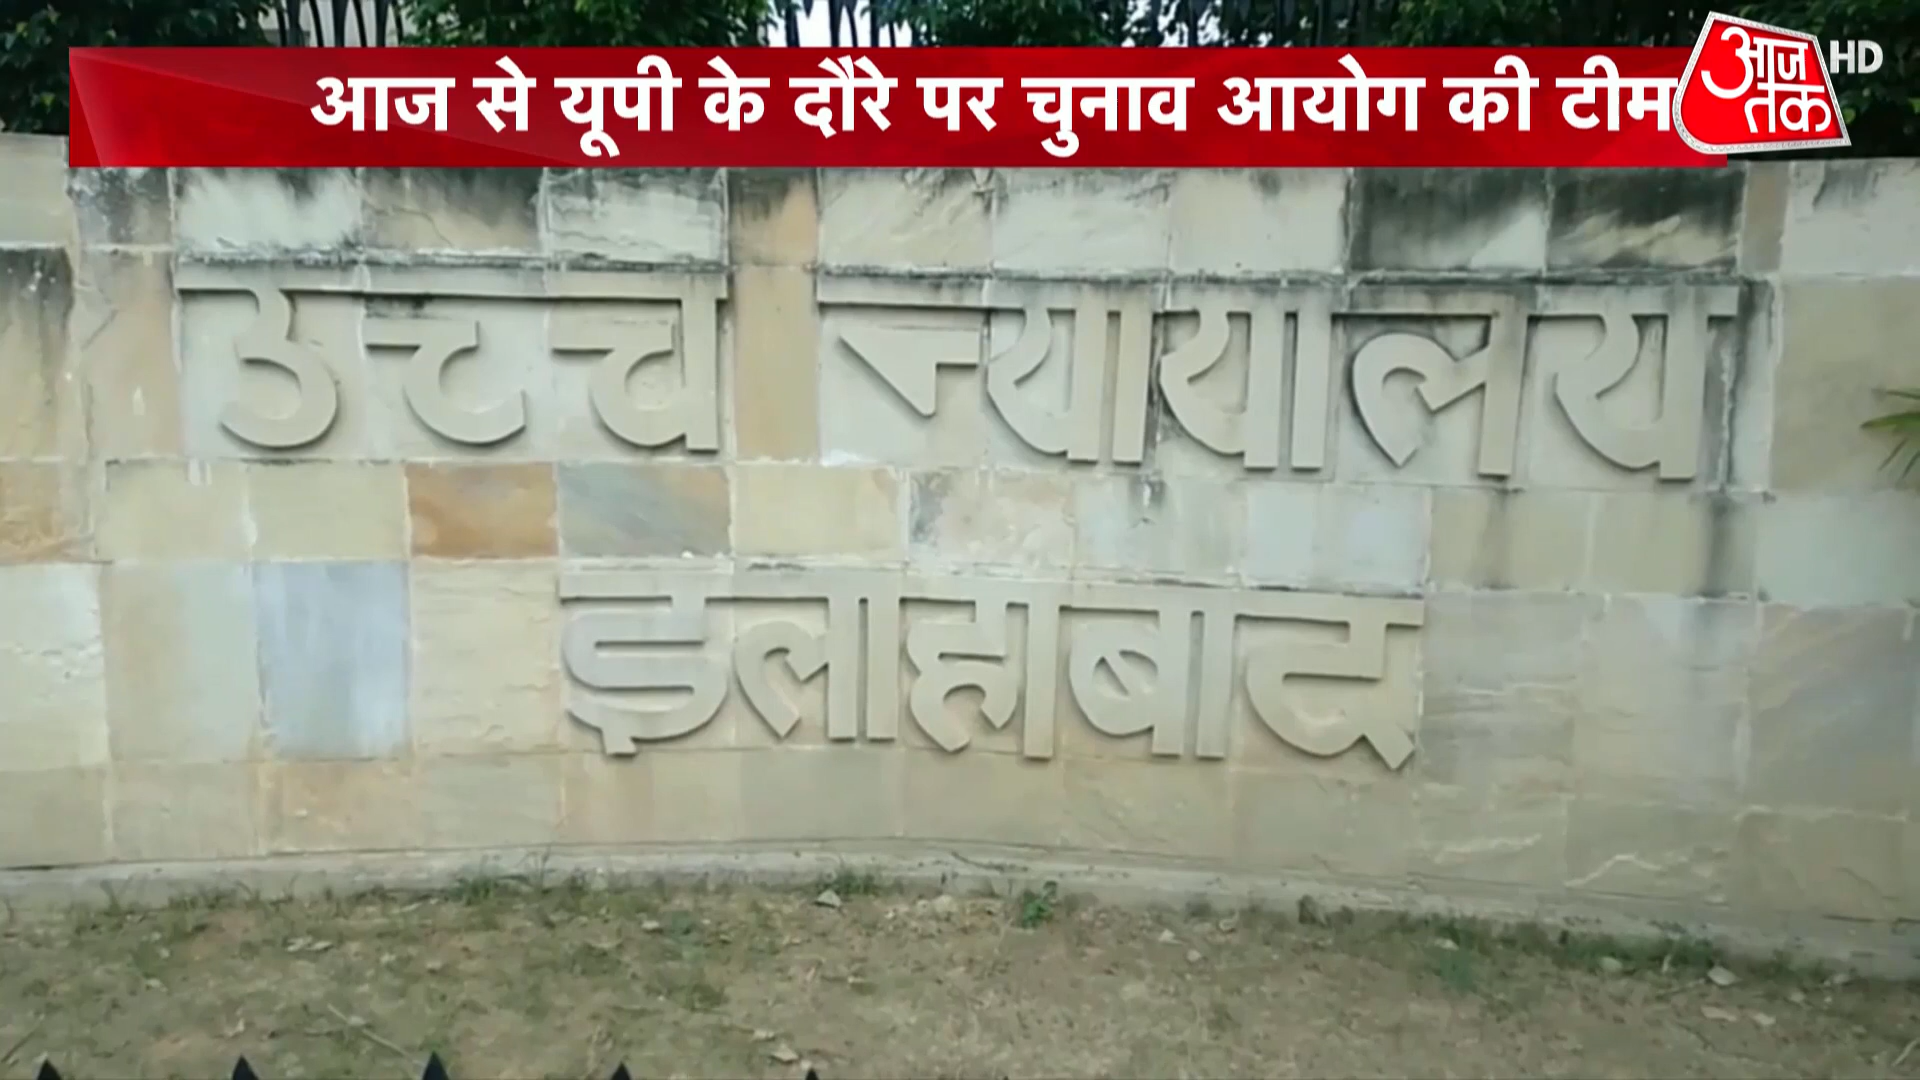 आज से यूपी के दौरे पर चुनाव आयोग की टीम
आज तक HD
उच्च न्यायालय
इलाहाबाद